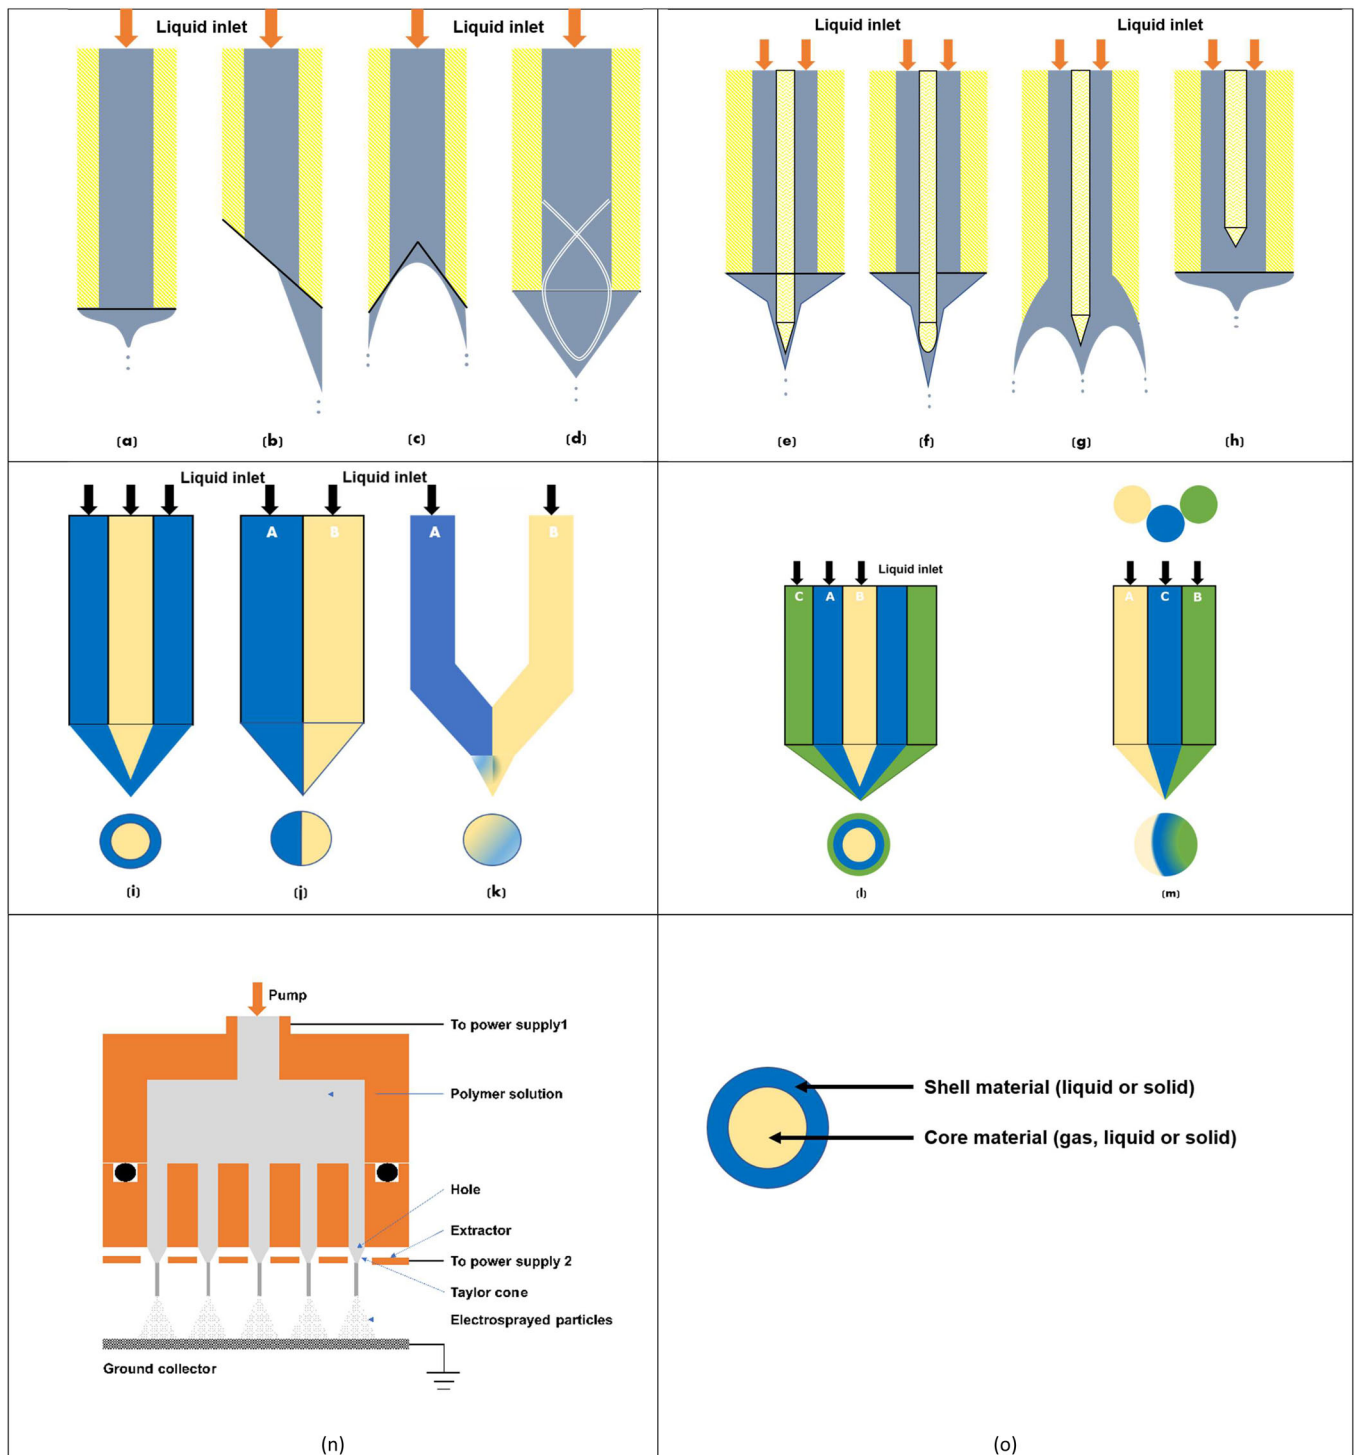 Liquid inlet Liquid inlet
(a) (b) (c) (d)
Liquid inlet Liquid inlet
(e) (f) (g) (h)
Liquid inlet Liquid inlet
A B A B
(i) (j) (k)
Liquid inlet
C A B A C B
(l) (m)
Pump
To power supply1
Polymer solution
Hole
Extractor
To power supply 2
Taylor cone
Electrosprayed particles
Ground collector
(n)
Shell material (liquid or solid)
Core material (gas, liquid or solid)
(o)